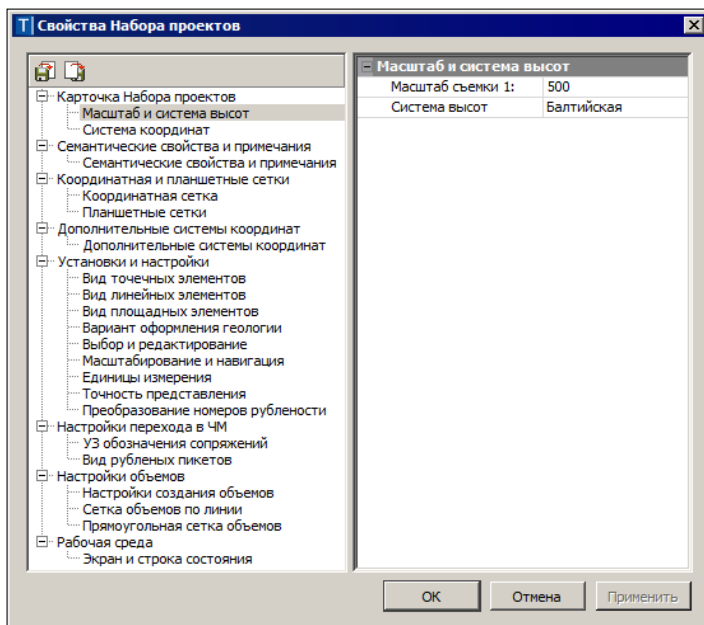 T Свойства Набора проектов
Карточка Набора проектов
Масштаб и система высот
Система координат
Семантические свойства и примечания
Семантические свойства и примечания
Координатная и планшетные сетки
Координатная сетка
Планшетные сетки
Дополнительные системы координат
Дополнительные системы координат
Установки и настройки
Вид точечных элементов
Вид линейных элементов
Вид площадных элементов
Вариант оформления геологии
Выбор и редактирование
Масштабирование и навигация
Единицы измерения
Точность представления
Преобразование номеров рублености
Настройки перехода в ЧМ
УЗ обозначения сопряжений
Вид рубленых пикетов
Настройки объемов
Настройки создания объемов
Сетка объемов по линии
Прямоугольная сетка объемов
Рабочая среда
Экран и строка состояния
Масштаб и система высот
Масштаб съемки 1: 500
Система высот Балтийская
ОК Отмена Применить